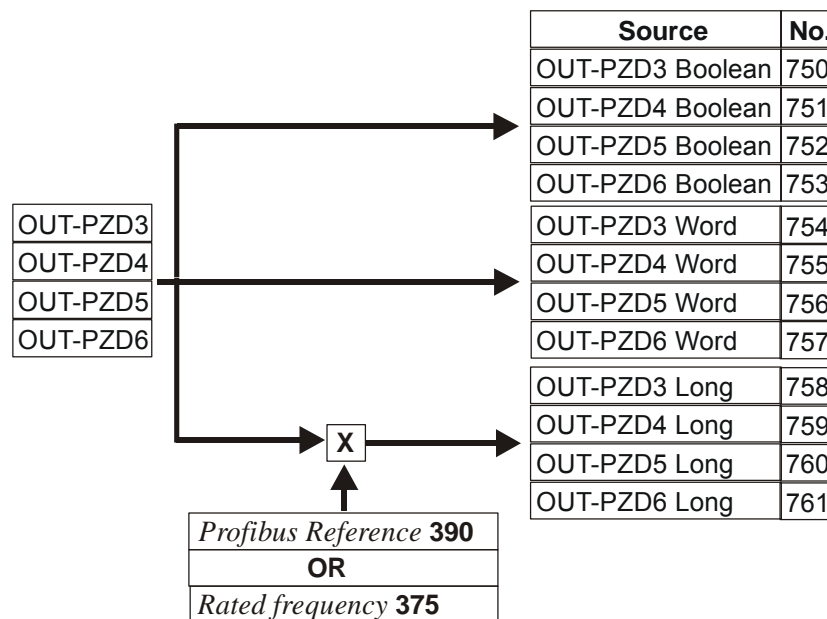 Source No.
OUT-PZD3 Boolean 750
OUT-PZD4 Boolean 751
OUT-PZD5 Boolean 752
OUT-PZD6 Boolean 753
OUT-PZD3 Word 754
OUT-PZD4 Word 755
OUT-PZD5 Word 756
OUT-PZD6 Word 757
OUT-PZD3 Long 758
OUT-PZD4 Long 759
OUT-PZD5 Long 760
OUT-PZD6 Long 761
OUT-PZD3
OUT-PZD4
OUT-PZD5
OUT-PZD6
X
Profibus Reference 390
OR
Rated frequency 375